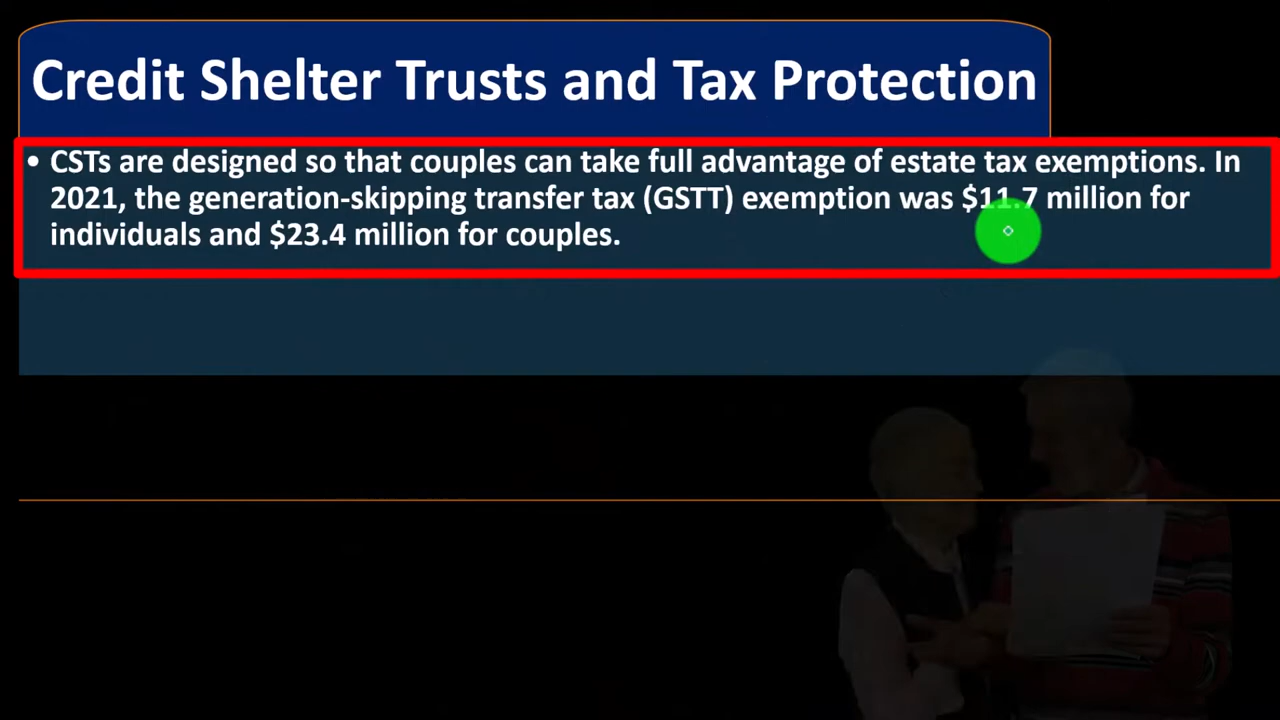 Credit Shelter Trusts and Tax Protection
• CSTs are designed so that couples can take full advantage of estate tax exemptions. In
2021, the generation-skipping transfer tax (GSTT) exemption was $11.7 million for
individuals and $23.4 million for couples.